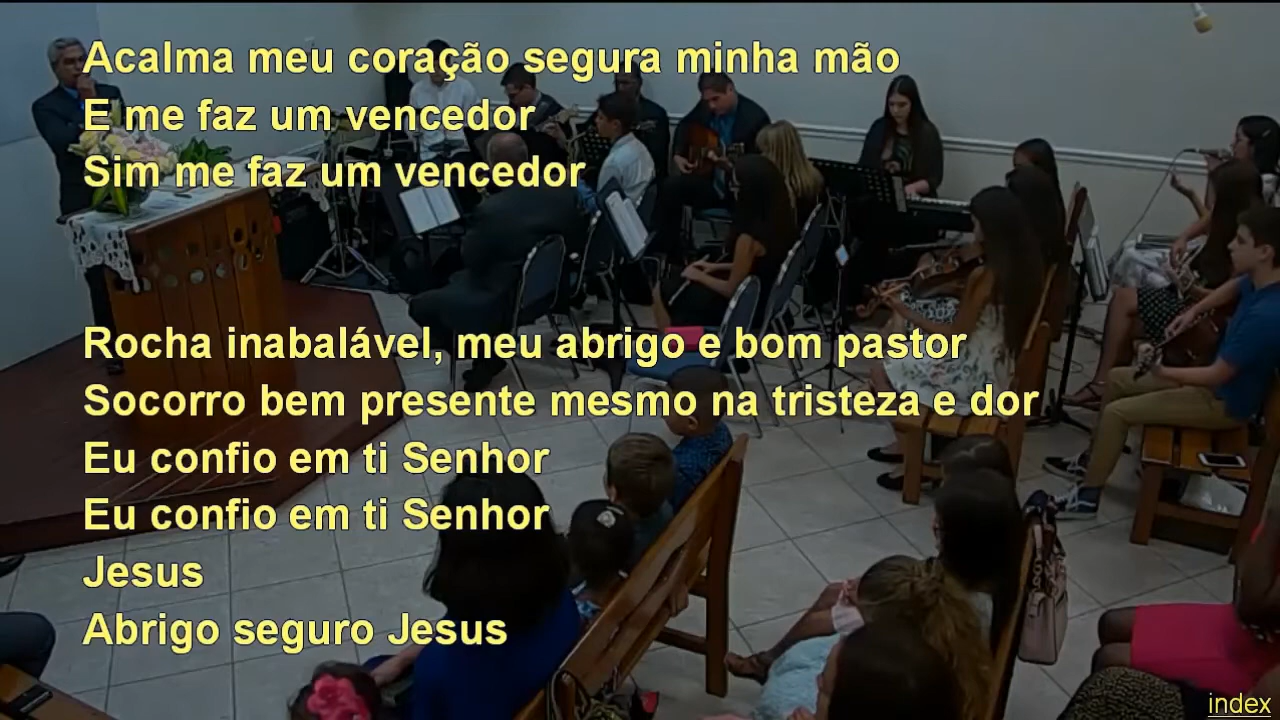 Acalma meu coração segura minha mão
E me faz um vencedor
Sim me faz um vencedor
Rocha inabalável, meu abrigo e bom pastor
Socorro bem presente mesmo na tristeza e dor
Eu confio em ti Senhor
Eu confio em ti Senhor
Jesus
Abrigo seguro Jesus
index